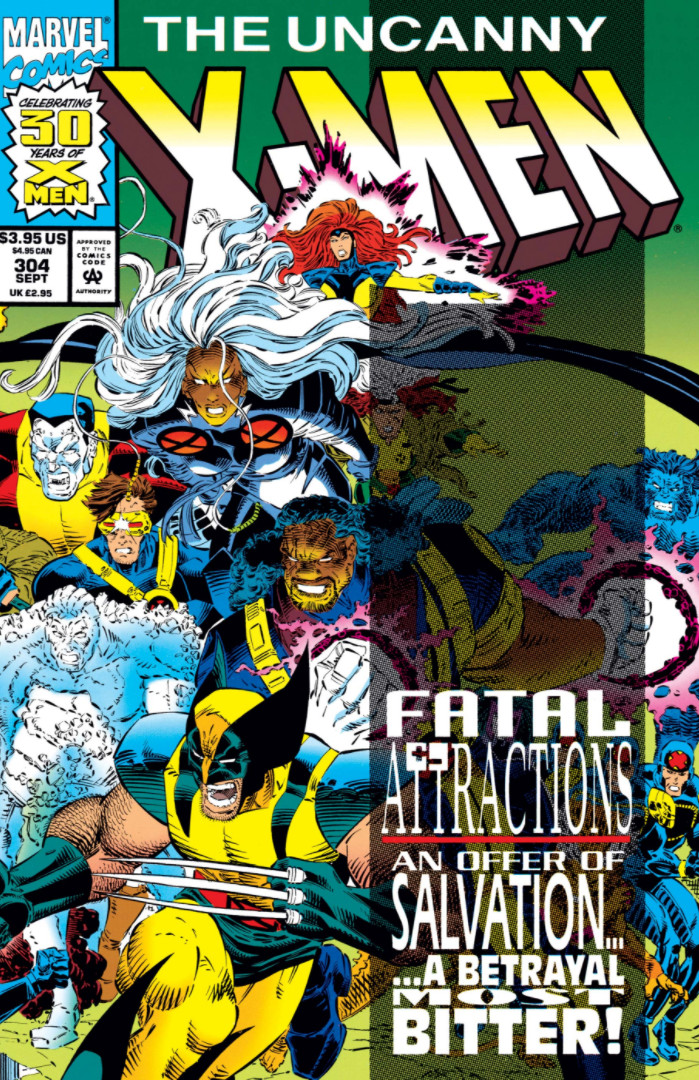 MARVEL®
COMICS
THE UNCANNY
X-MEN®
CELEBRATING
30
YEARS OF
X
MEN®
$3.95 US
$4.95 CAN
304
SEPT
UK £2.95
APPROVED
BY THE
COMICS
CODE
CA
AUTHORITY
FATAL
ATTRACTIONS
AN OFFER OF
SALVATION...
...A BETRAYAL
MOST
BITTER!